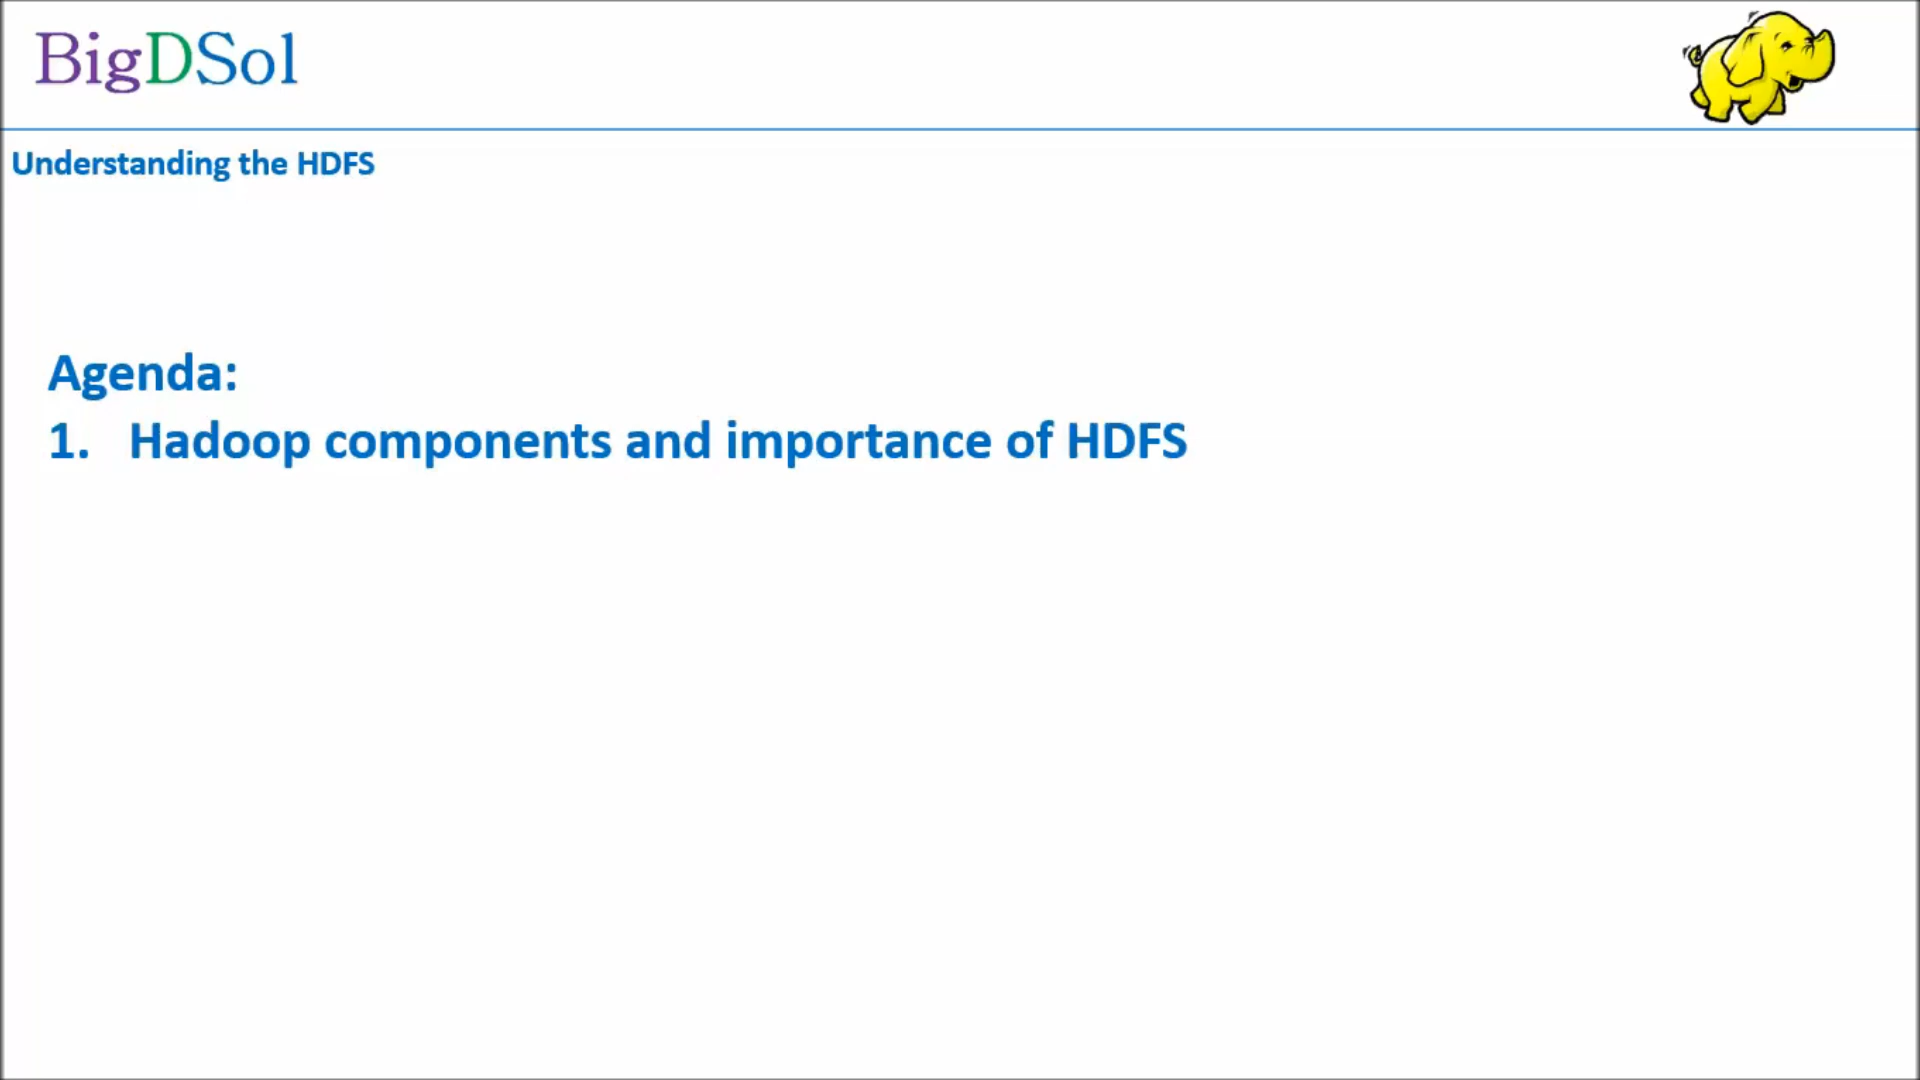 BigDSol
Understanding the HDFS
Agenda:
1. Hadoop components and importance of HDFS